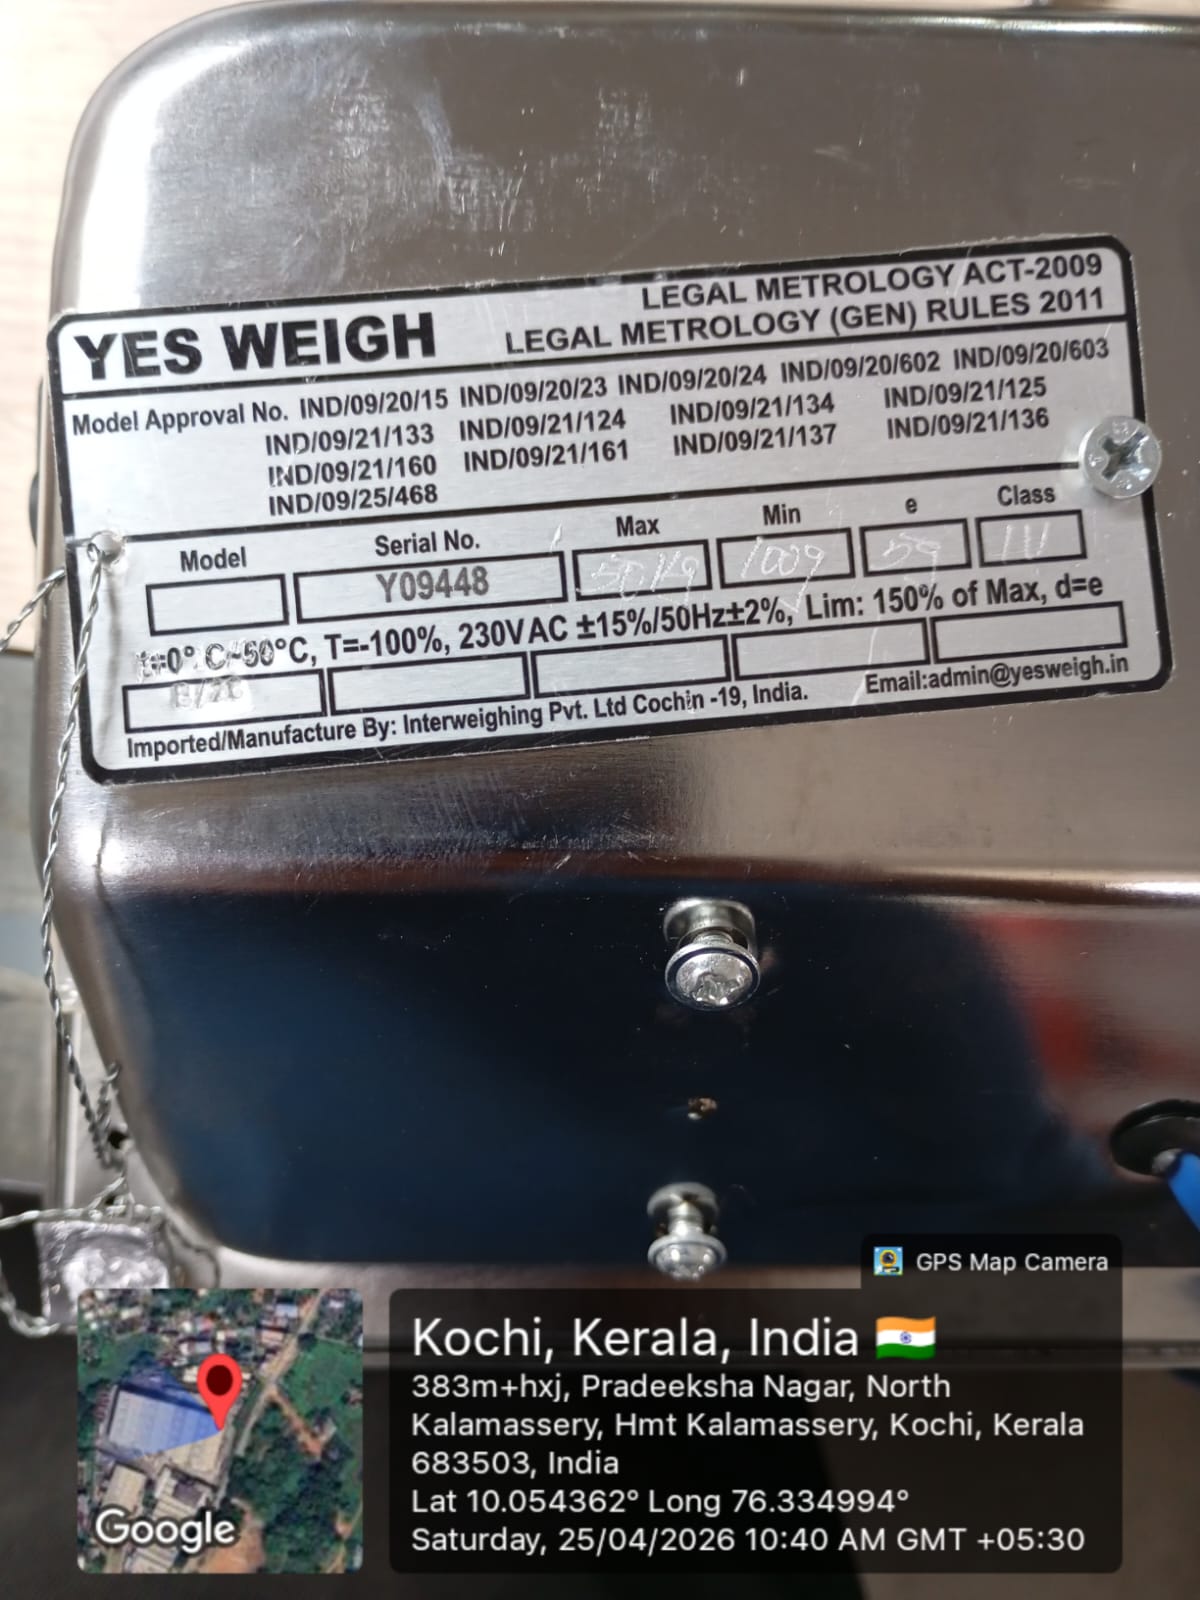 LEGAL METROLOGY ACT-2009
YES WEIGH LEGAL METROLOGY (GEN) RULES 2011
Model Approval No. IND/09/20/15 IND/09/20/23 IND/09/20/24 IND/09/20/602 IND/09/20/603
IND/09/21/133 IND/09/21/124 IND/09/21/134 IND/09/21/125
IND/09/21/160 IND/09/21/161 IND/09/21/137 IND/09/21/136
IND/09/25/468
Model Serial No. Max Min e Class
Y09448 50kg 100g 5g III
t=0° C~50°C, T=-100%, 230VAC ±15%/50Hz±2%, Lim: 150% of Max, d=e
Imported/Manufacture By: Interweighing Pvt. Ltd Cochin -19, India. Email:admin@yesweigh.in
GPS Map Camera
Kochi, Kerala, India
383m+hxj, Pradeeksha Nagar, North
Kalamassery, Hmt Kalamassery, Kochi, Kerala
683503, India
Lat 10.054362° Long 76.334994°
Saturday, 25/04/2026 10:40 AM GMT +05:30
Google